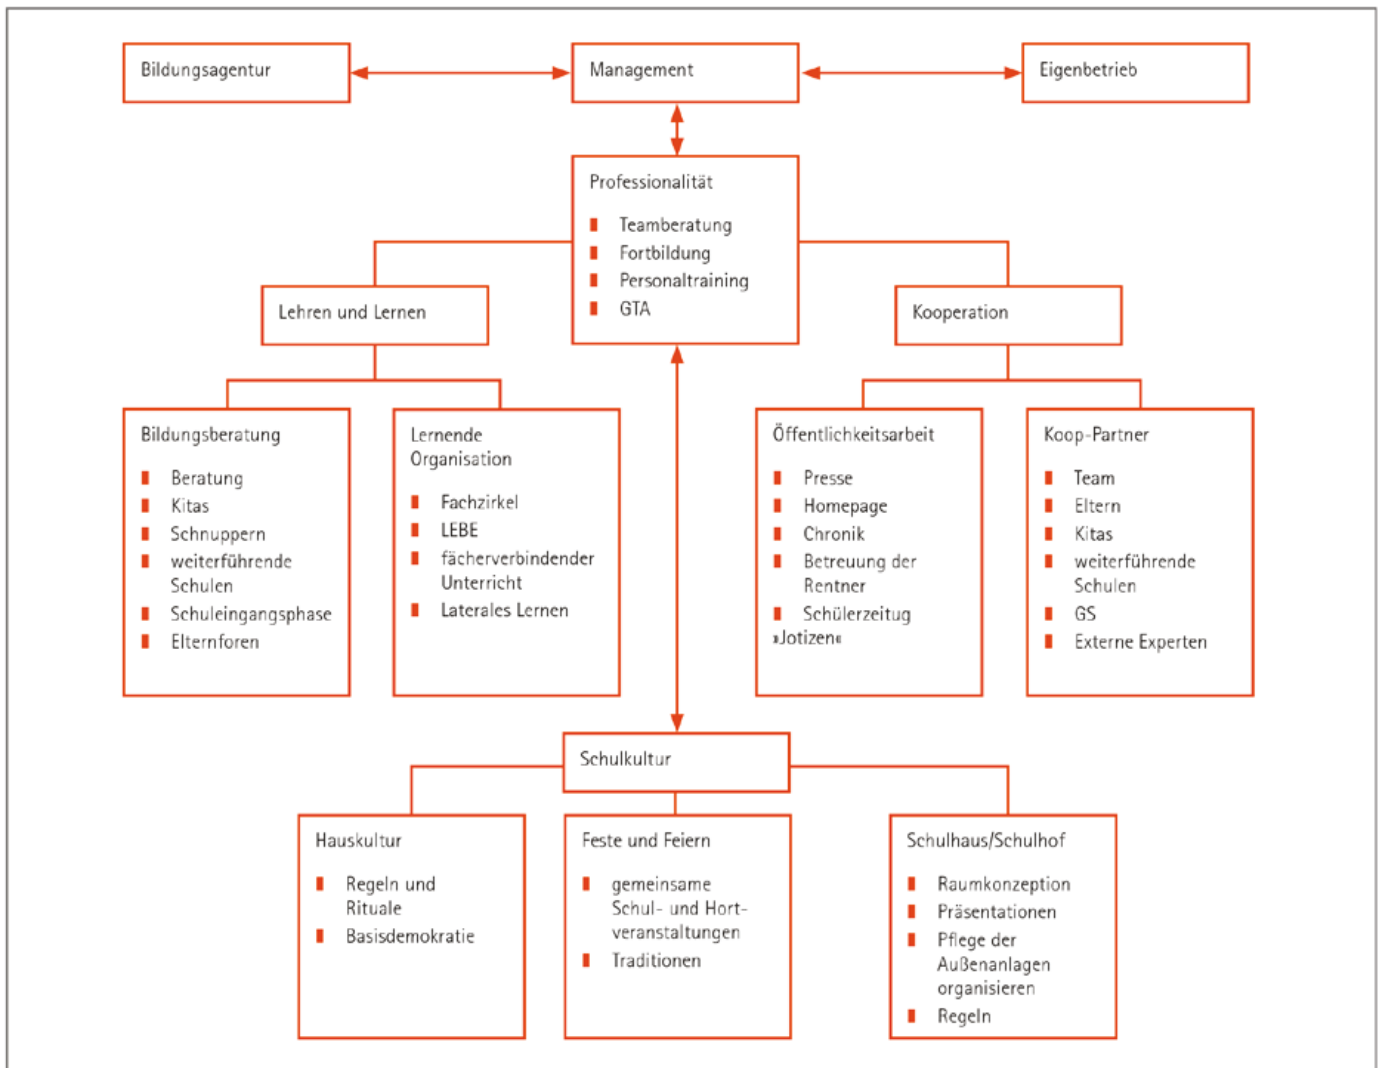 Bildungsagentur
Management
Eigenbetrieb
Professionalität
Teamberatung
Fortbildung
Personaltraining
GTA
Lehren und Lernen
Kooperation
Bildungsberatung
Beratung
Kitas
Schnuppern
weiterführende
Schulen
Schuleingangsphase
Elternforen
Lernende
Organisation
Fachzirkel
LEBE
fächerverbindender
Unterricht
Laterales Lernen
Öffentlichkeitsarbeit
Presse
Homepage
Chronik
Betreuung der
Rentner
Schülerzeitug
»Jotizen«
Koop-Partner
Team
Eltern
Kitas
weiterführende
Schulen
GS
Externe Experten
Schulkultur
Hauskultur
Regeln und
Rituale
Basisdemokratie
Feste und Feiern
gemeinsame
Schul- und Hort-
veranstaltungen
Traditionen
Schulhaus/Schulhof
Raumkonzeption
Präsentationen
Pflege der
Außenanlagen
organisieren
Regeln